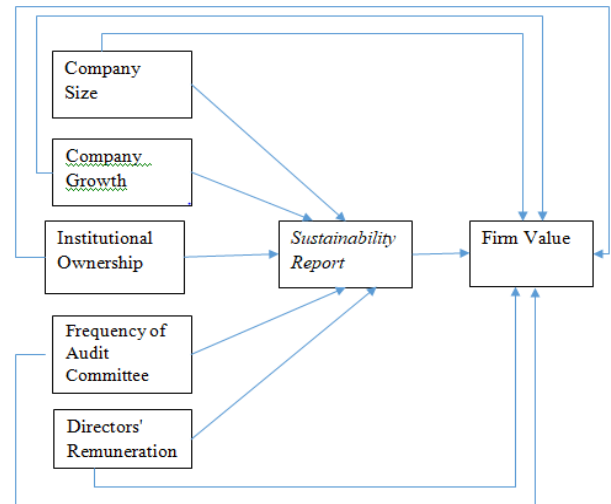 Company
Size
Company
Growth
Institutional
Ownership
Sustainability
Report
Firm Value
Frequency of
Audit
Committee
Directors'
Remuneration